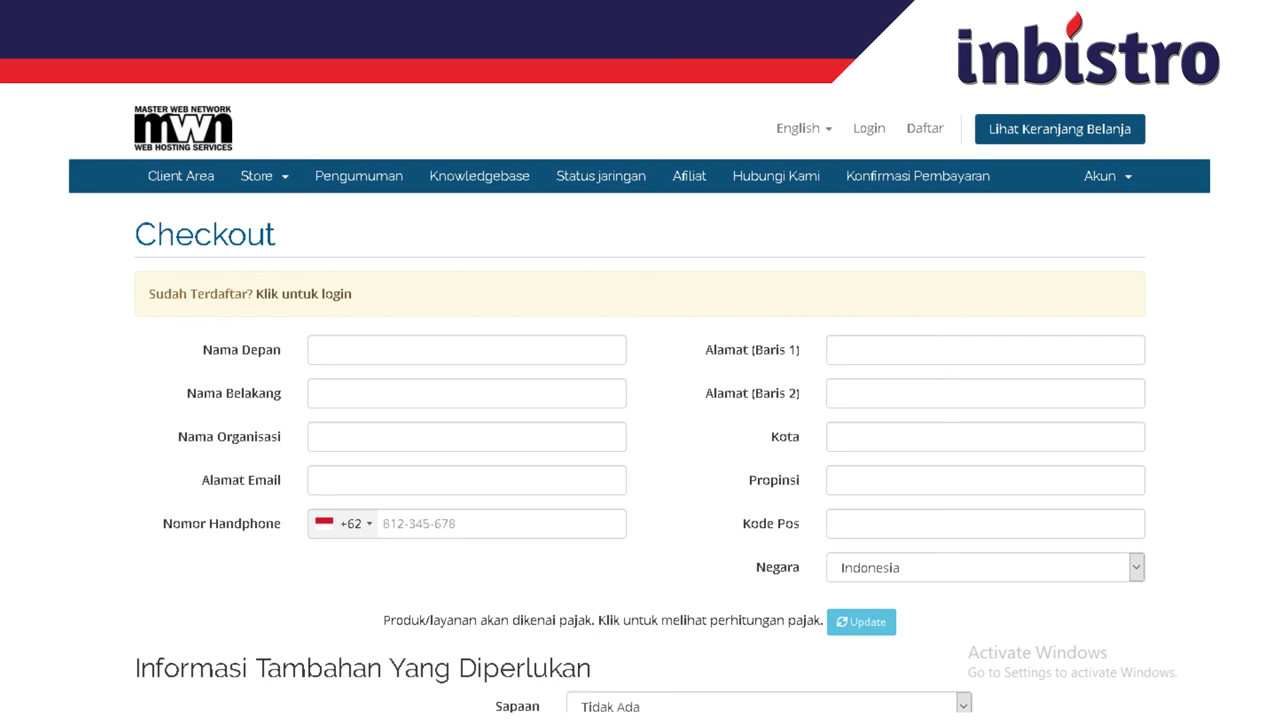 inbistro
MASTER WEB NETWORK
mwn
WEB HOSTING SERVICES
English Login Daftar Lihat Keranjang Belanja
Client Area Store Pengumuman Knowledgebase Status jaringan Afiliat Hubungi Kami Konfirmasi Pembayaran Akun
Checkout
Sudah Terdaftar? Klik untuk login
Nama Depan
Nama Belakang
Nama Organisasi
Alamat Email
Nomor Handphone +62 812-345-678
Alamat (Baris 1)
Alamat (Baris 2)
Kota
Propinsi
Kode Pos
Negara Indonesia
Produk/layanan akan dikenai pajak. Klik untuk melihat perhitungan pajak. Update
Informasi Tambahan Yang Diperlukan
Sapaan Tidak Ada
Activate Windows
Go to Settings to activate Windows.